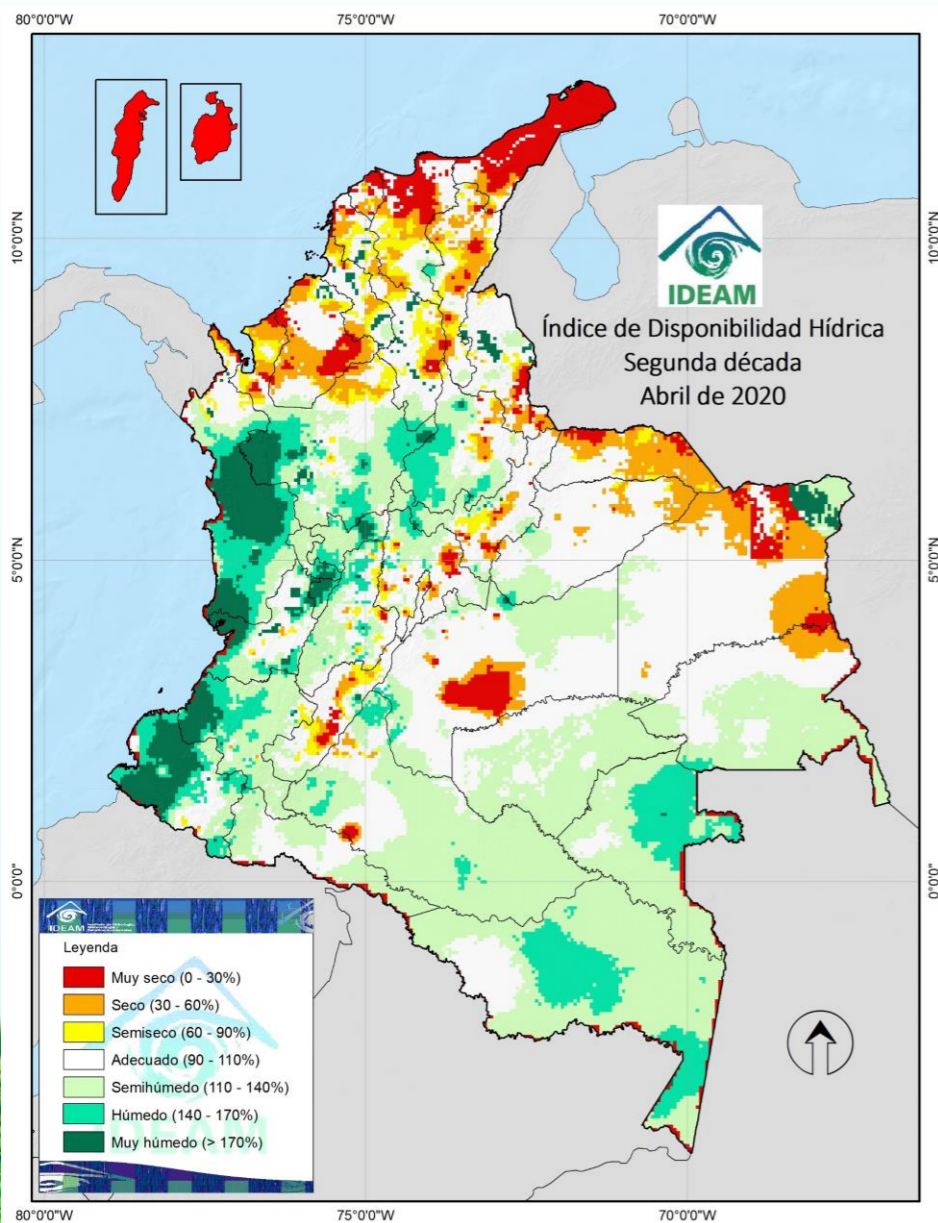 80°0'0"W
75°0'0"W
70°0'0"W
10°0'0"N
10°0'0"N
IDEAM
Índice de Disponibilidad Hídrica
Segunda década
Abril de 2020
5°0'0"N
5°0'0"N
0°0'0"
0°0'0"
IDEAM
Leyenda
Muy seco (0 - 30%)
Seco (30 - 60%)
Semiseco (60 - 90%)
Adecuado (90 - 110%)
Semihúmedo (110 - 140%)
Húmedo (140 - 170%)
Muy húmedo (> 170%)
IDEAM
80°0'0"W
75°0'0"W
70°0'0"W